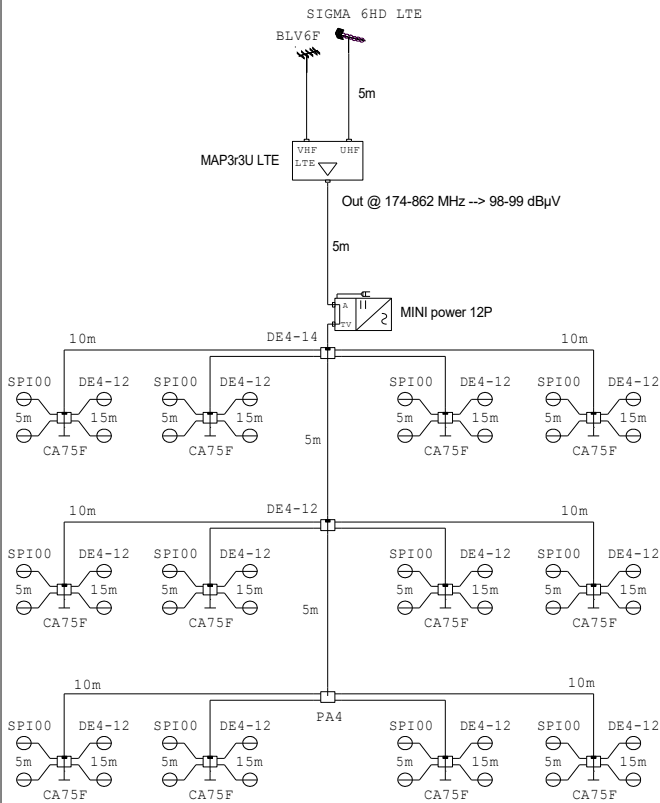 SIGMA 6HD LTE
BLV6F
5m
VHF UHF
LTE
MAP3r3U LTE
Out @ 174-862 MHz --> 98-99 dBµV
5m
A
TV
MINI power 12P
10m DE4-14 10m
SPI00 DE4-12 SPI00 DE4-12 SPI00 DE4-12 SPI00 DE4-12
5m 15m 5m 15m 5m 15m 5m 15m
CA75F CA75F CA75F CA75F
5m
10m DE4-12 10m
SPI00 DE4-12 SPI00 DE4-12 SPI00 DE4-12 SPI00 DE4-12
5m 15m 5m 15m 5m 15m 5m 15m
CA75F CA75F CA75F CA75F
5m
10m 10m
PA4
SPI00 DE4-12 SPI00 DE4-12 SPI00 DE4-12 SPI00 DE4-12
5m 15m 5m 15m 5m 15m 5m 15m
CA75F CA75F CA75F CA75F